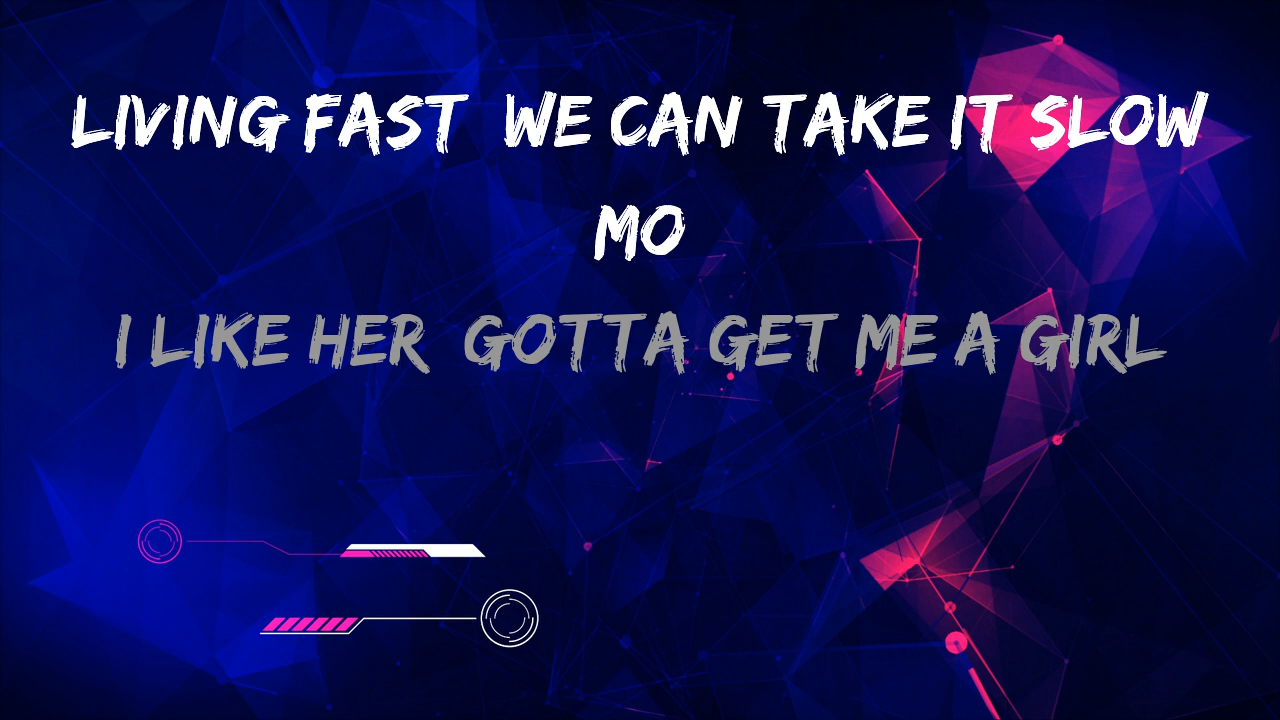 LIVING FAST  WE CAN TAKE IT SLOW
MO
I LIKE HER  GOTTA GET ME A GIRL